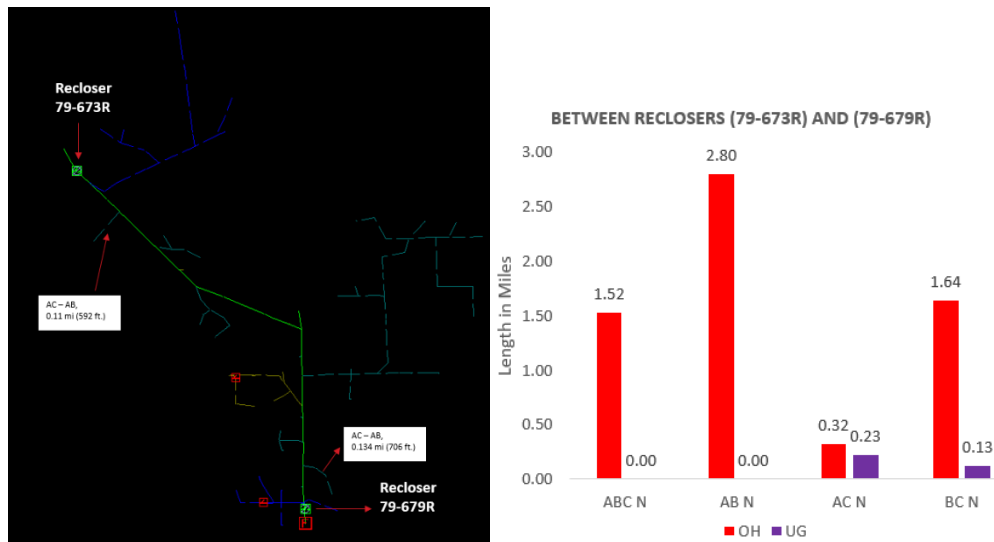 Recloser
79-673R
AC – AB,
0.11 mi (592 ft.)
AC – AB,
0.134 mi (706 ft.)
Recloser
79-679R
BETWEEN RECLOSERS (79-673R) AND (79-679R)
Length in Miles
3.00
2.50
2.00
1.50
1.00
0.50
0.00
1.52
0.00
2.80
0.00
0.32
0.23
1.64
0.13
ABC N
AB N
AC N
BC N
OH
UG